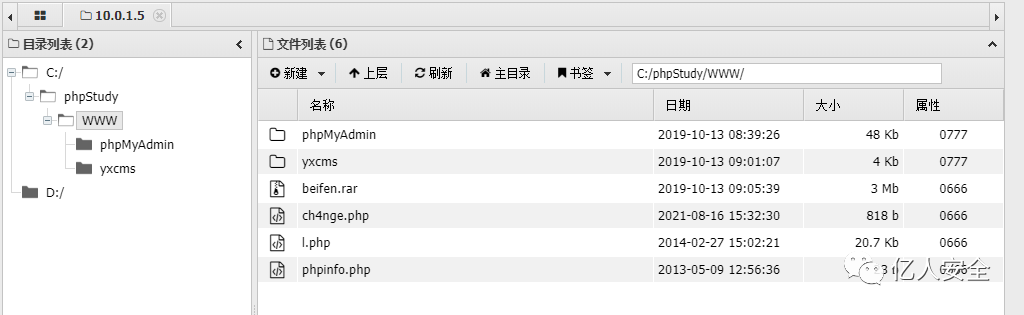 10.0.1.5
目录列表 (2)
C:/
phpStudy
WWW
phpMyAdmin
yxcms
D:/
文件列表 (6)
新建 上层 刷新 主目录 书签 C:/phpStudy/WWW/
名称 日期 大小 属性
phpMyAdmin 2019-10-13 08:39:26 48 Kb 0777
yxcms 2019-10-13 09:01:07 4 Kb 0777
beifen.rar 2019-10-13 09:05:39 3 Mb 0666
ch4nge.php 2021-08-16 15:32:30 818 b 0666
l.php 2014-02-27 15:02:21 20.7 Kb 0666
phpinfo.php 2013-05-09 12:56:36
亿人安全